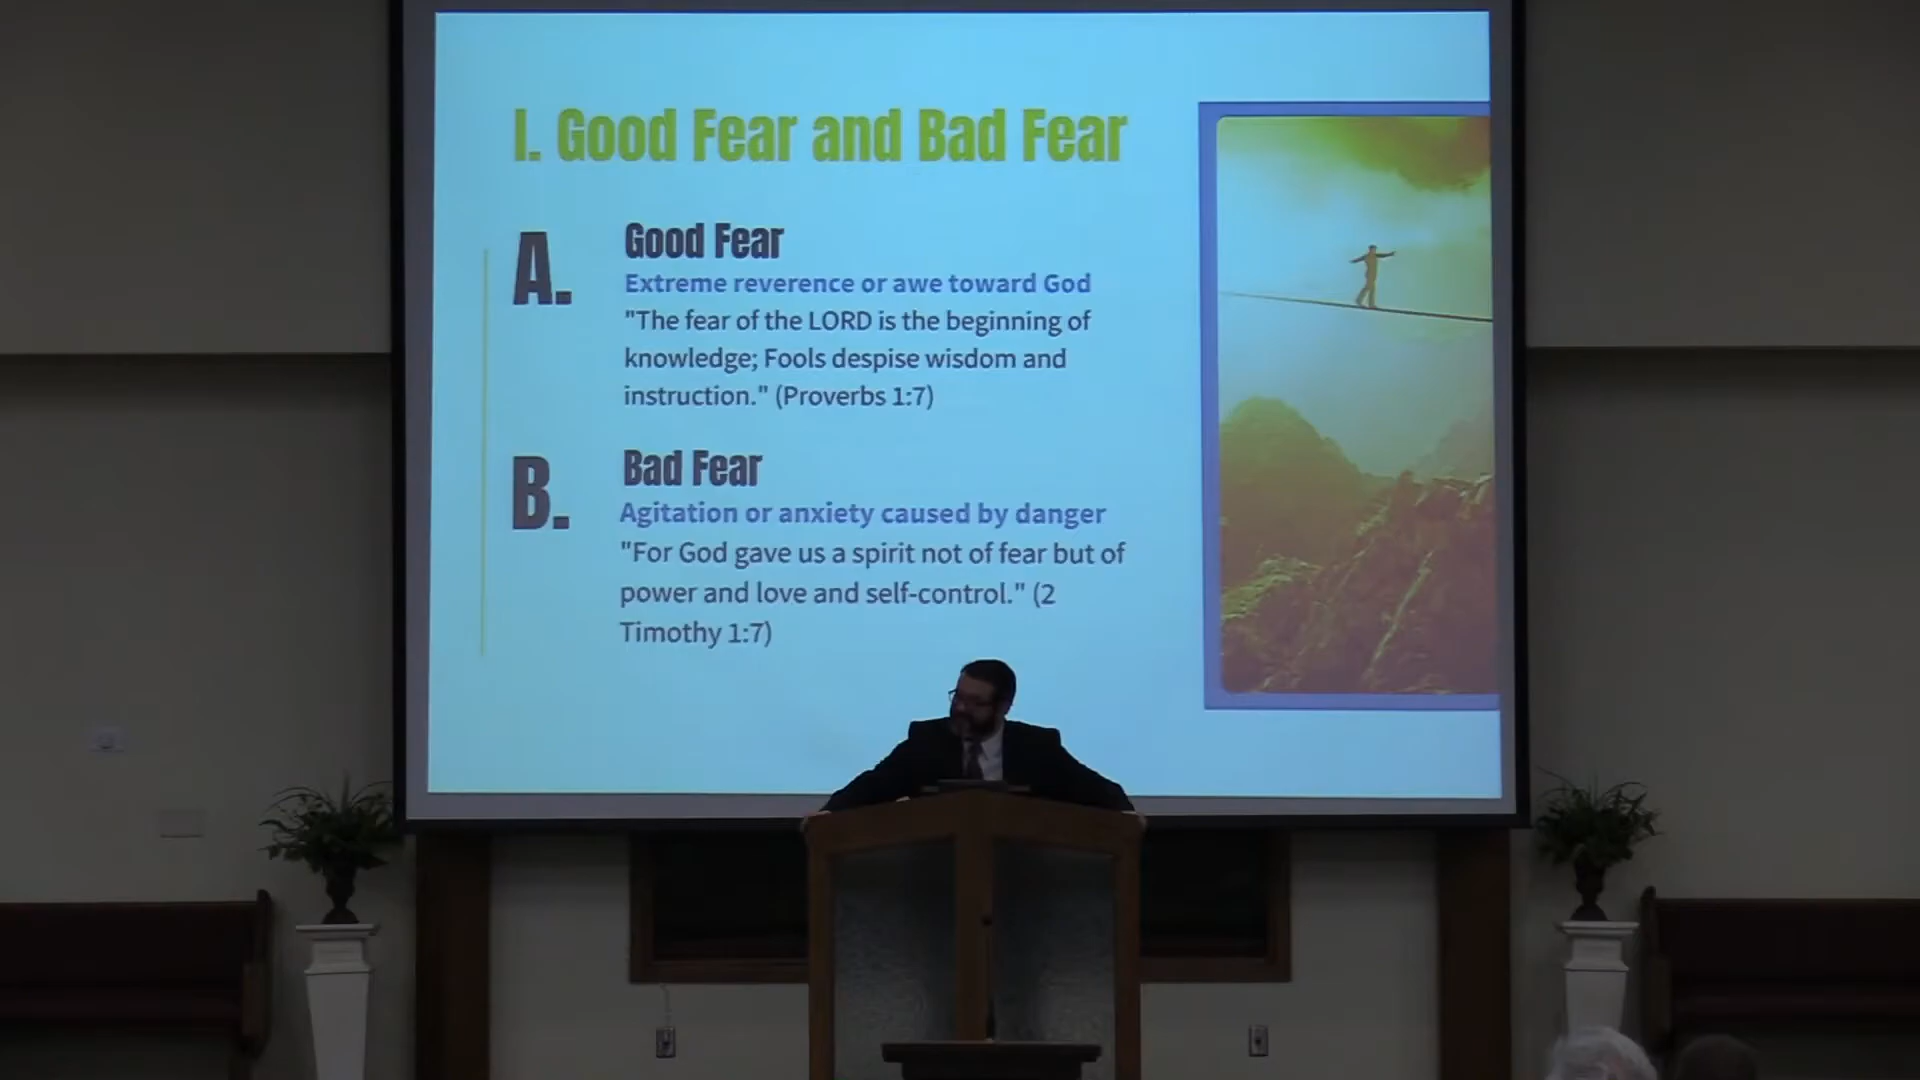 I. Good Fear and Bad Fear
A.
Good Fear
Extreme reverence or awe toward God
"The fear of the LORD is the beginning of
knowledge; Fools despise wisdom and
instruction." (Proverbs 1:7)
B.
Bad Fear
Agitation or anxiety caused by danger
"For God gave us a spirit not of fear but of
power and love and self-control." (2
Timothy 1:7)